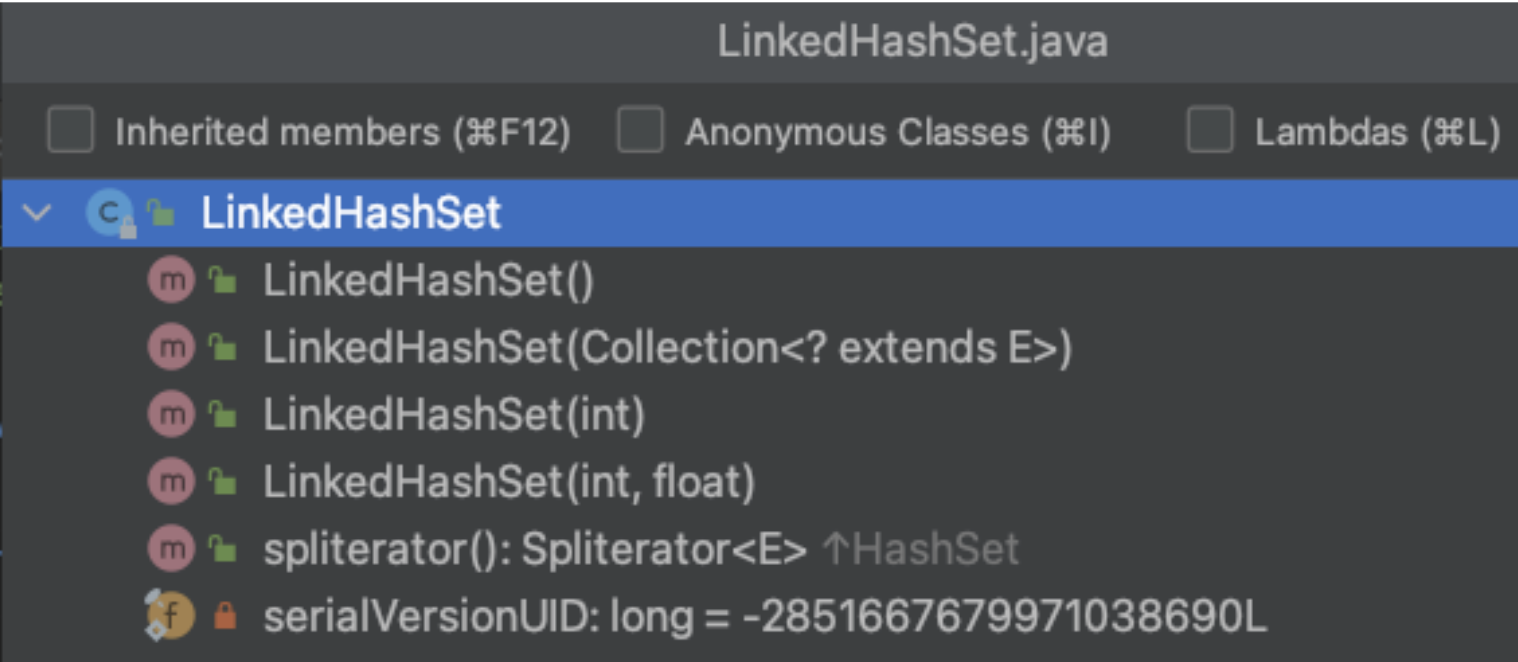 LinkedHashSet.java
Inherited members (⌘F12) Anonymous Classes (⌘I) Lambdas (⌘L)
C LinkedHashSet
m LinkedHashSet()
m LinkedHashSet(Collection<? extends E>)
m LinkedHashSet(int)
m LinkedHashSet(int, float)
m spliterator(): Spliterator<E> ↑HashSet
f serialVersionUID: long = -2851667679971038690L